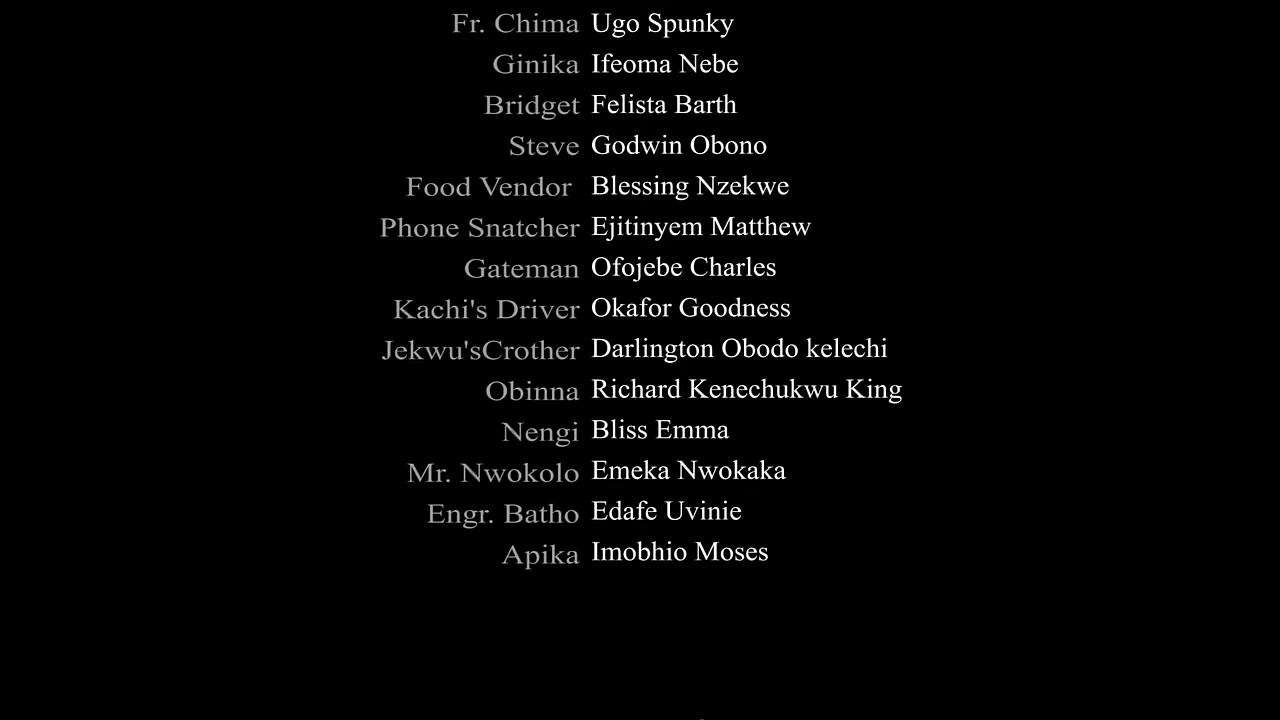 Fr. Chima Ugo Spunky
Ginika Ifeoma Nebe
Bridget Felista Barth
Steve Godwin Obono
Food Vendor Blessing Nzekwe
Phone Snatcher Ejitinyem Matthew
Gateman Ofojebe Charles
Kachi's Driver Okafor Goodness
Jekwu'sCrother Darlington Obodo kelechi
Obinna Richard Kenechukwu King
Nengi Bliss Emma
Mr. Nwokolo Emeka Nwokaka
Engr. Batho Edafe Uvinie
Apika Imobhio Moses